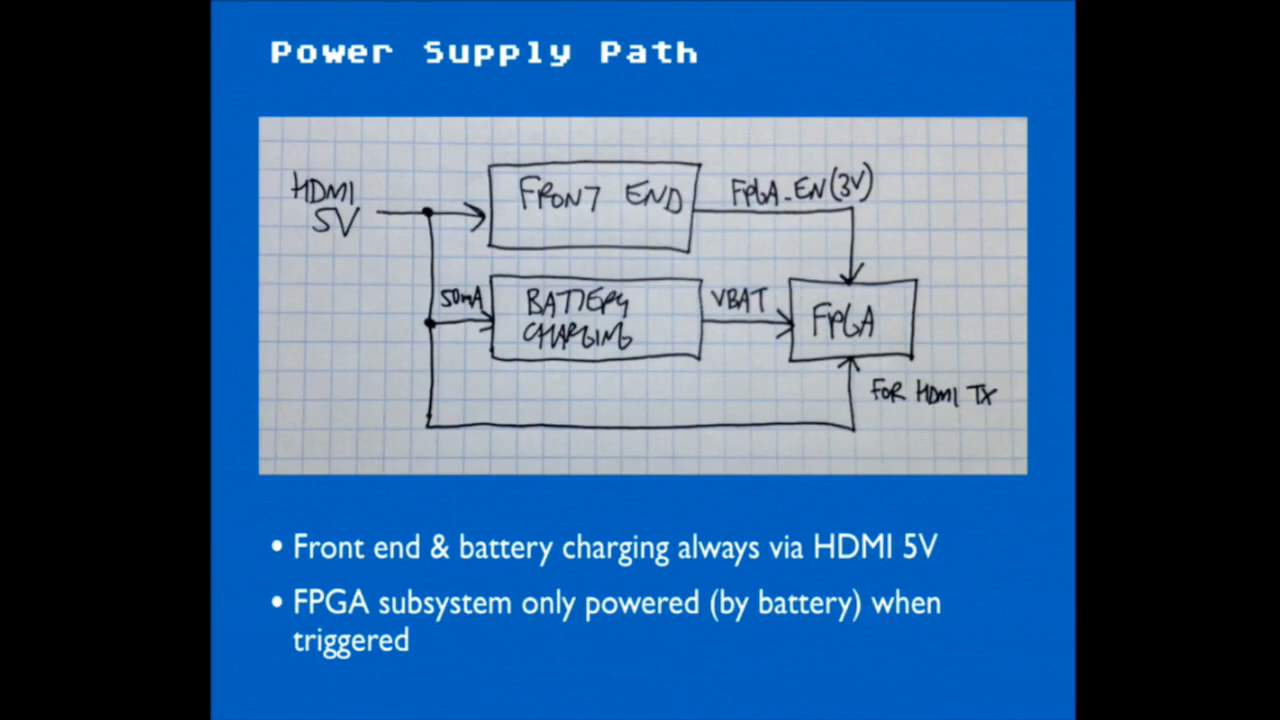 Power Supply Path
HDMI
5V
FRONT END
FPGA_EN(3V)
50mA
BATTERY
CHARGING
VBAT
FPGA
FOR HDMI TX
• Front end & battery charging always via HDMI 5V
• FPGA subsystem only powered (by battery) when
triggered